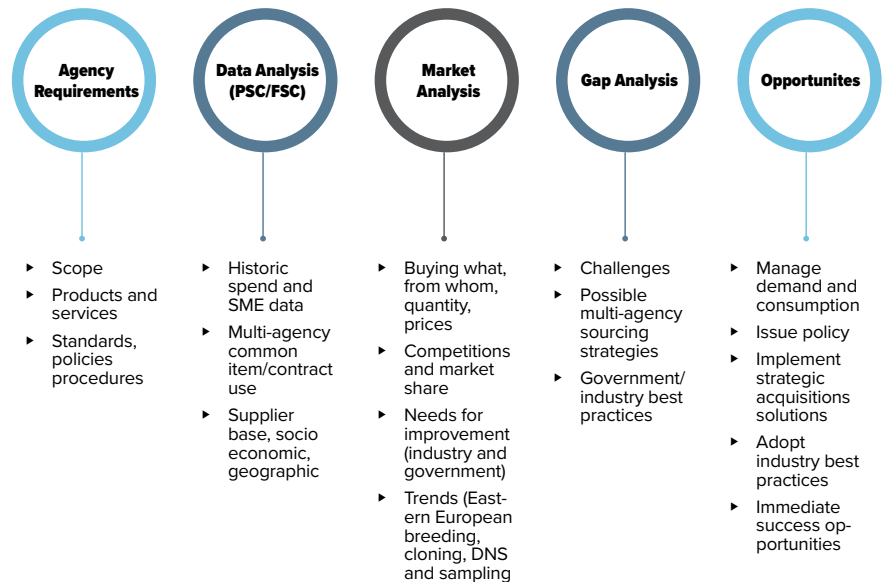 Agency
Requirements
Data Analysis
(PSC/FSC)
Market
Analysis
Gap Analysis
Opportunites
▸ Scope
▸ Products and
services
▸ Standards,
policies
procedures
▸ Historic
spend and
SME data
▸ Multi-agency
common
item/contract
use
▸ Supplier
base, socio
economic,
geographic
▸ Buying what,
from whom,
quantity,
prices
▸ Competitions
and market
share
▸ Needs for
improvement
(industry and
government)
▸ Trends (East-
ern European
breeding,
cloning, DNS
and sampling
▸ Challenges
▸ Possible
multi-agency
sourcing
strategies
▸ Government/
industry best
practices
▸ Manage
demand and
consumption
▸ Issue policy
▸ Implement
strategic
acquisitions
solutions
▸ Adopt
industry best
practices
▸ Immediate
success op-
portunities